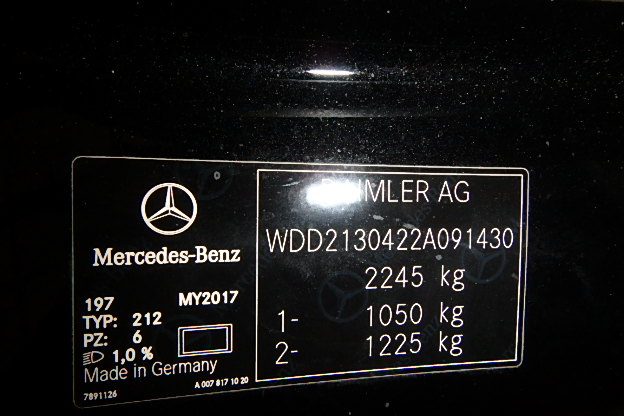 DAIMLER AG
WDD2130422A091430
2245 kg
1- 1050 kg
2- 1225 kg
Mercedes-Benz
197 MY2017
TYP: 212
PZ: 6
1,0 %
Made in Germany
7891126 A 007 817 10 20